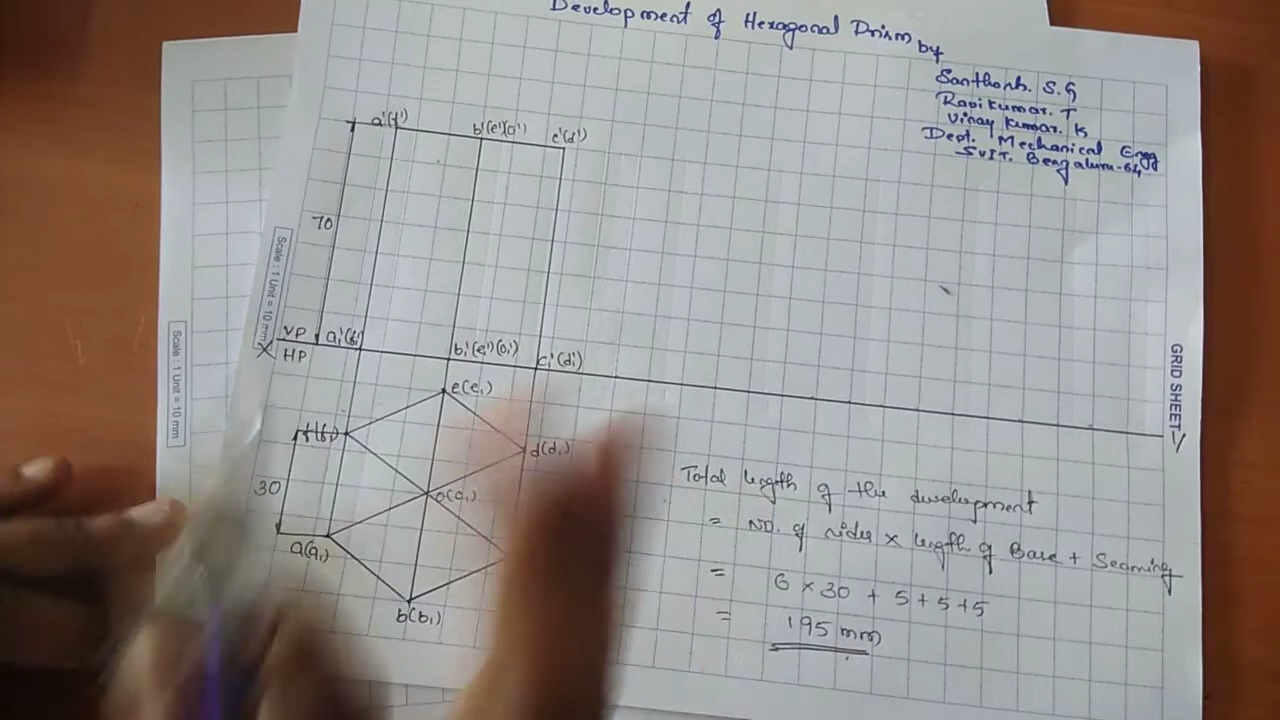 Development of Hexagonal Prism by
Santhosh. S.G
Ravikumar. T
Vinay Kumar. K
Dept. Mechanical Engg
SVIT. Bengaluru-64
a'(f') b'(e')(o') c'(d')
70
Scale : 1 Unit = 10 mm
VP a₁'(f₁') b₁'(e₁')(o₁') c₁'(d₁')
X
HP
GRID SHEET
Y
Scale : 1 Unit = 10 mm
e(e₁)
f(f₁) d(d₁)
30 o(o₁)
a(a₁)
b(b₁)
Total length of the development
= NO. of sides × length of Base + Seaming
= 6 × 30 + 5 + 5 + 5
= 195 mm